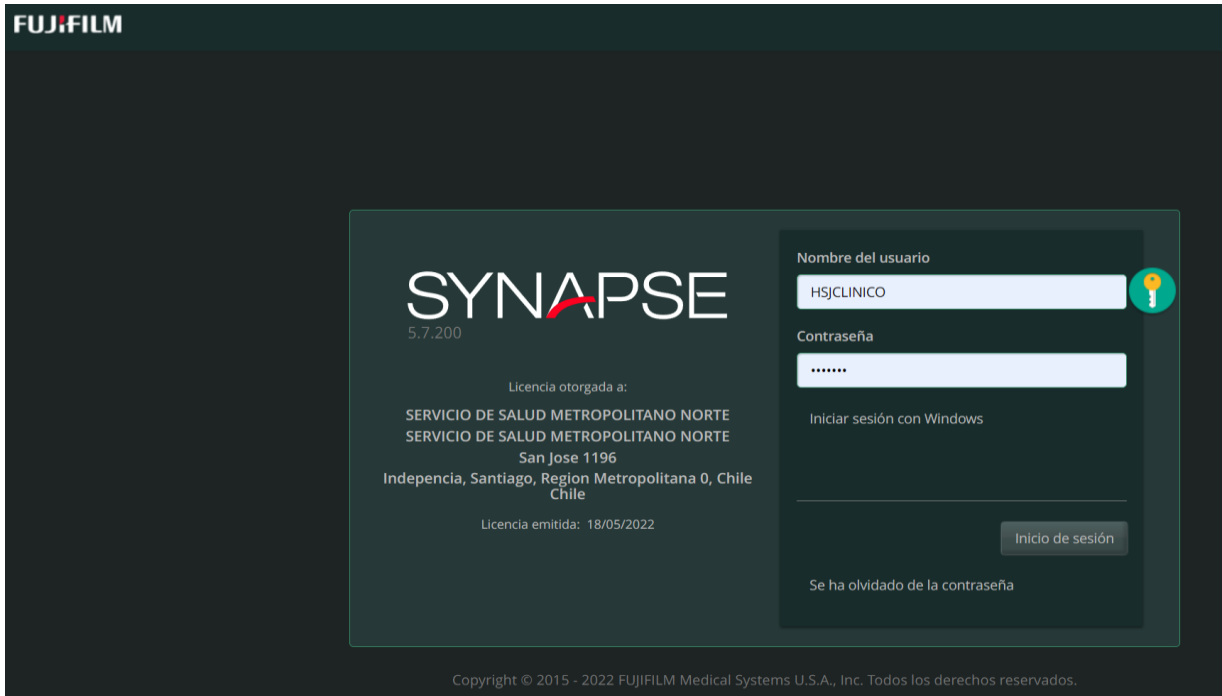 FUJIFILM
SYNAPSE
5.7.200
Licencia otorgada a:
SERVICIO DE SALUD METROPOLITANO NORTE
SERVICIO DE SALUD METROPOLITANO NORTE
San Jose 1196
Indepencia, Santiago, Region Metropolitana 0, Chile
Chile
Licencia emitida: 18/05/2022
Nombre del usuario
HSJCLINICO
Contraseña
•••••••
Iniciar sesión con Windows
Inicio de sesión
Se ha olvidado de la contraseña
Copyright © 2015 - 2022 FUJIFILM Medical Systems U.S.A., Inc. Todos los derechos reservados.